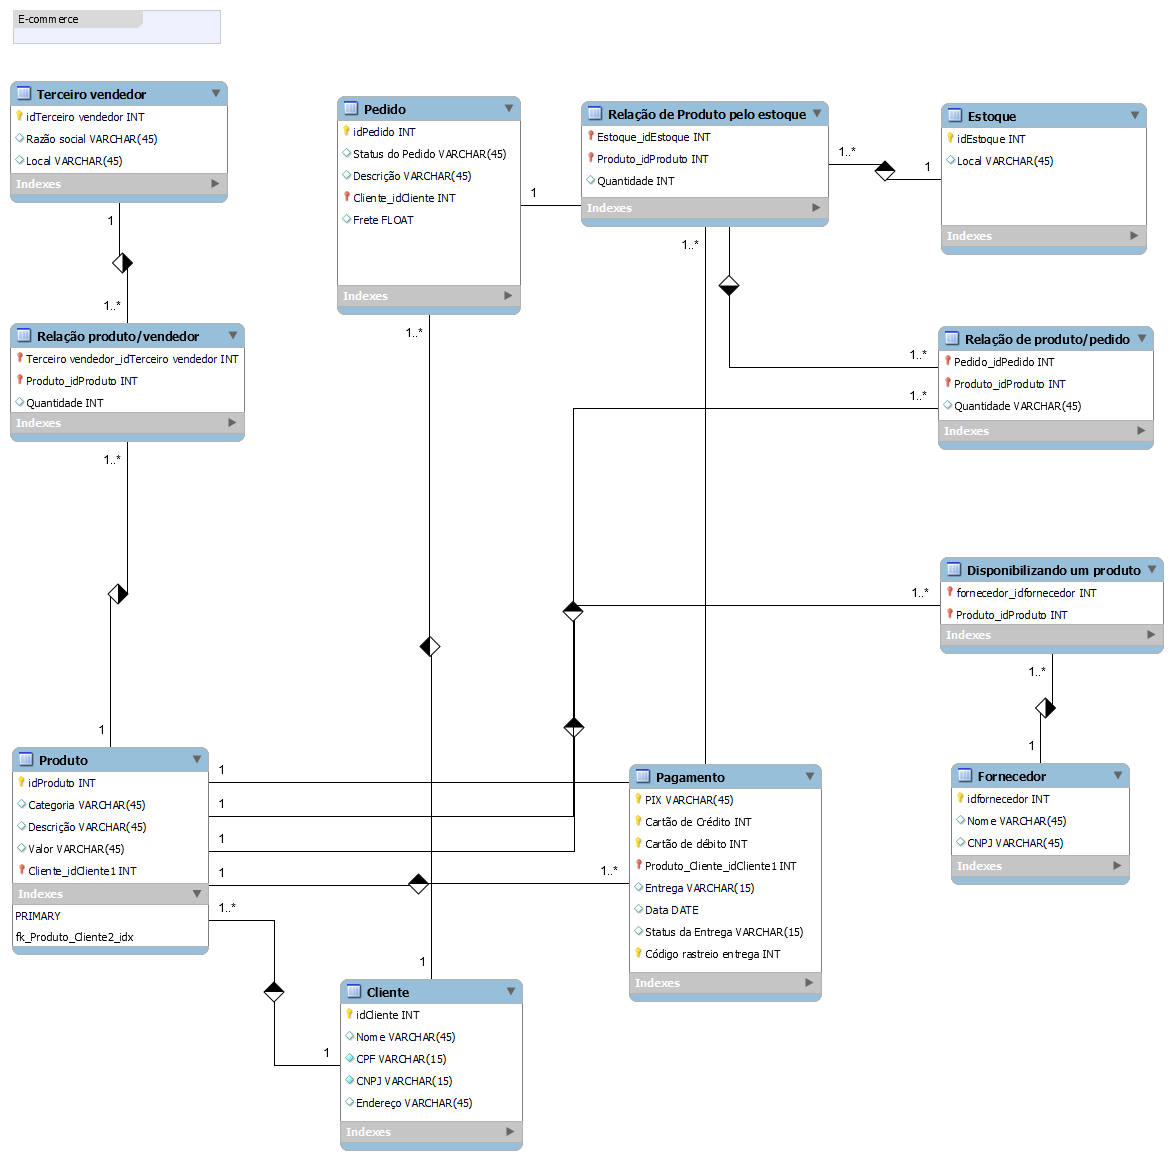 E-commerce
Terceiro vendedor
idTerceiro vendedor INT
Razão social VARCHAR(45)
Local VARCHAR(45)
Indexes
Pedido
idPedido INT
Status do Pedido VARCHAR(45)
Descrição VARCHAR(45)
Cliente_idCliente INT
Frete FLOAT
Indexes
Relação de Produto pelo estoque
Estoque_idEstoque INT
Produto_idProduto INT
Quantidade INT
Indexes
Estoque
idEstoque INT
Local VARCHAR(45)
Indexes
1..*
1
1
1
1..*
1..*
1..*
Relação produto/vendedor
Terceiro vendedor_idTerceiro vendedor INT
Produto_idProduto INT
Quantidade INT
Indexes
Relação de produto/pedido
Pedido_idPedido INT
Produto_idProduto INT
Quantidade VARCHAR(45)
Indexes
1..*
1..*
1..*
1..*
Disponibilizando um produto
fornecedor_idfornecedor INT
Produto_idProduto INT
Indexes
1..*
1..*
1
1
Produto
idProduto INT
Categoria VARCHAR(45)
Descrição VARCHAR(45)
Valor VARCHAR(45)
Cliente_idCliente1 INT
Indexes
PRIMARY
fk_Produto_Cliente2_idx
1
1
1
1
1..*
1..*
Pagamento
PIX VARCHAR(45)
Cartão de Crédito INT
Cartão de débito INT
Produto_Cliente_idCliente1 INT
Entrega VARCHAR(15)
Data DATE
Status da Entrega VARCHAR(15)
Código rastreio entrega INT
Indexes
Fornecedor
idfornecedor INT
Nome VARCHAR(45)
CNPJ VARCHAR(45)
Indexes
1
1
Cliente
idCliente INT
Nome VARCHAR(45)
CPF VARCHAR(15)
CNPJ VARCHAR(15)
Endereço VARCHAR(45)
Indexes